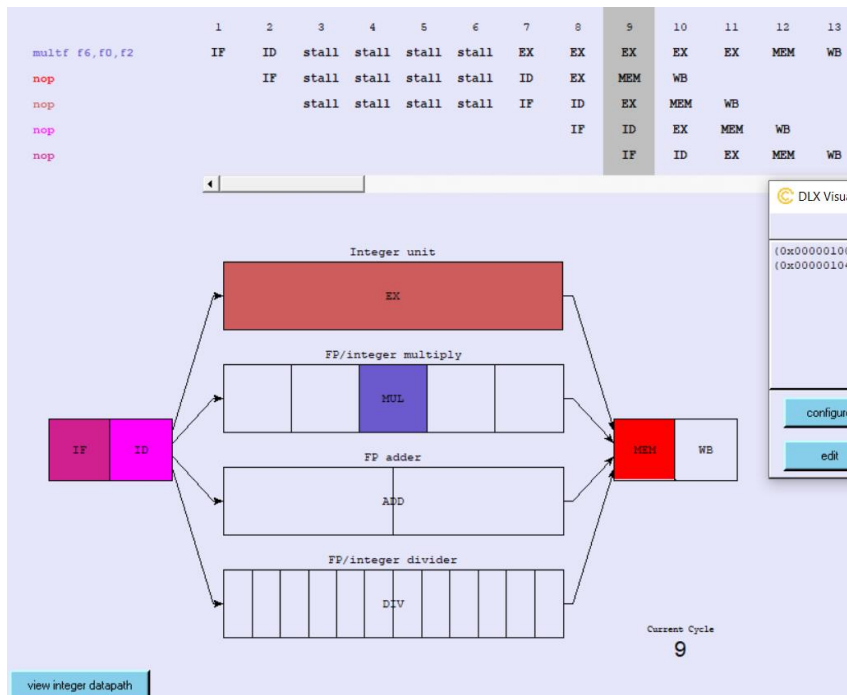 1 2 3 4 5 6 7 8 9 10 11 12 13
multf f6,f0,f2 IF ID stall stall stall stall EX EX EX EX EX MEM WB
nop IF stall stall stall stall ID EX MEM WB
nop stall stall stall stall IF ID EX MEM WB
nop IF ID EX MEM WB
nop IF ID EX MEM WB
DLX Visua
(0x0000010
(0x00000104
Integer unit
EX
FP/integer multiply
MUL
configure
IF ID MEM WB
edit
FP adder
ADD
FP/integer divider
DIV
Current Cycle
9
view integer datapath